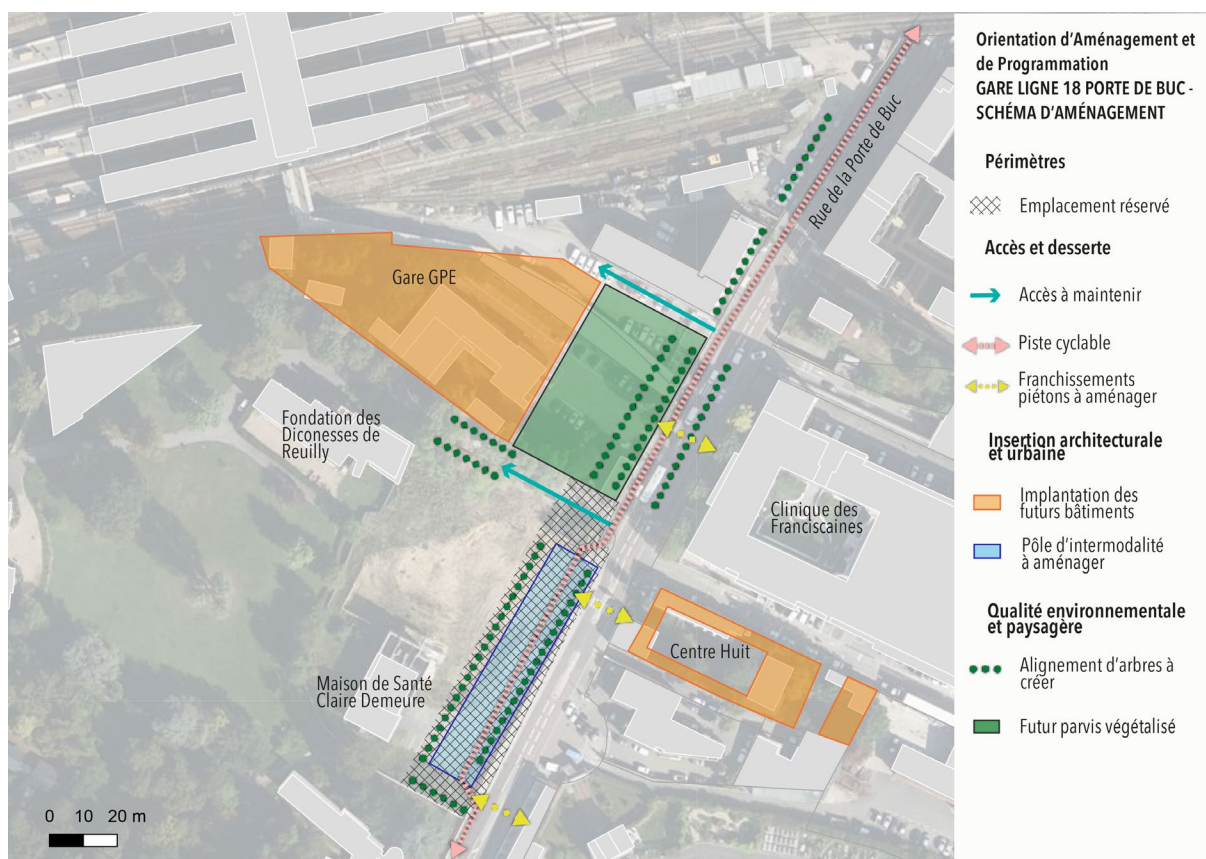 Orientation d'Aménagement et
de Programmation
GARE LIGNE 18 PORTE DE BUC -
SCHÉMA D'AMÉNAGEMENT
Périmètres
Emplacement réservé
Accès et desserte
Accès à maintenir
Piste cyclable
Franchissements
piétons à aménager
Insertion architecturale
et urbaine
Implantation des
futurs bâtiments
Pôle d'intermodalité
à aménager
Qualité environnementale
et paysagère
Alignement d'arbres à
créer
Futur parvis végétalisé
Rue de la Porte de Buc
Gare GPE
Fondation des
Diconesses de
Reuilly
Clinique des
Franciscaines
Centre Huit
Maison de Santé
Claire Demeure
0 10 20 m